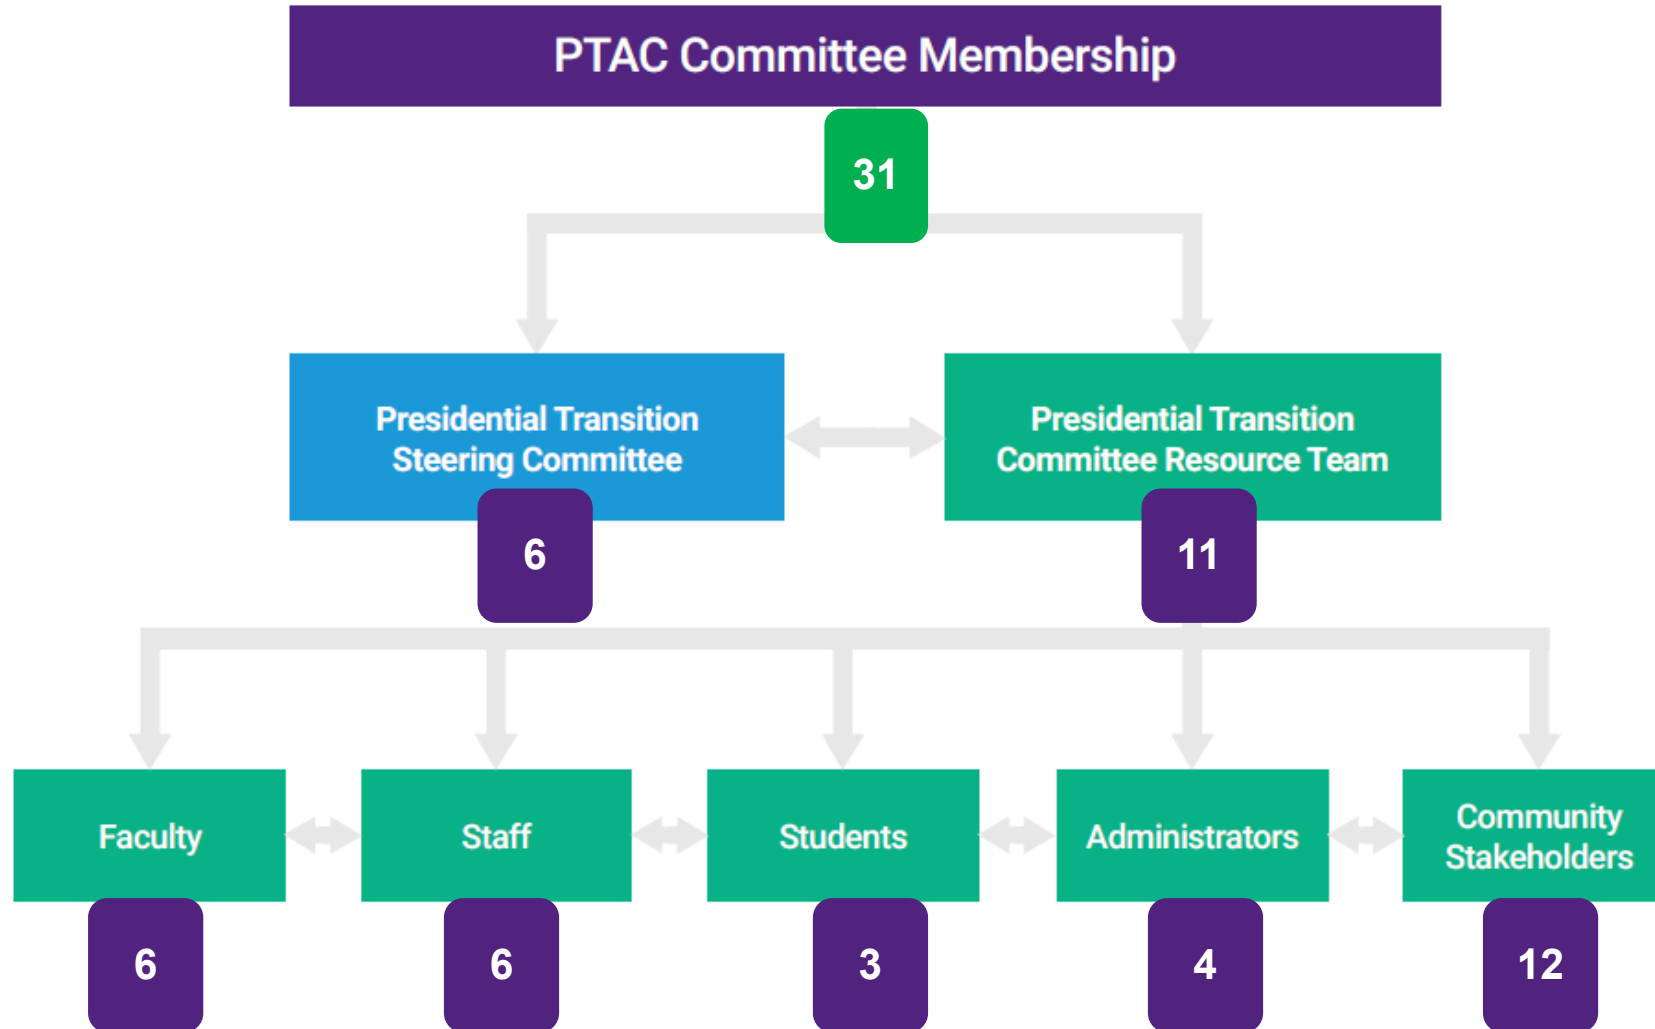 PTAC Committee Membership
31
Presidential Transition
Steering Committee
6
Presidential Transition
Committee Resource Team
11
Faculty
6
Staff
6
Students
3
Administrators
4
Community
Stakeholders
12